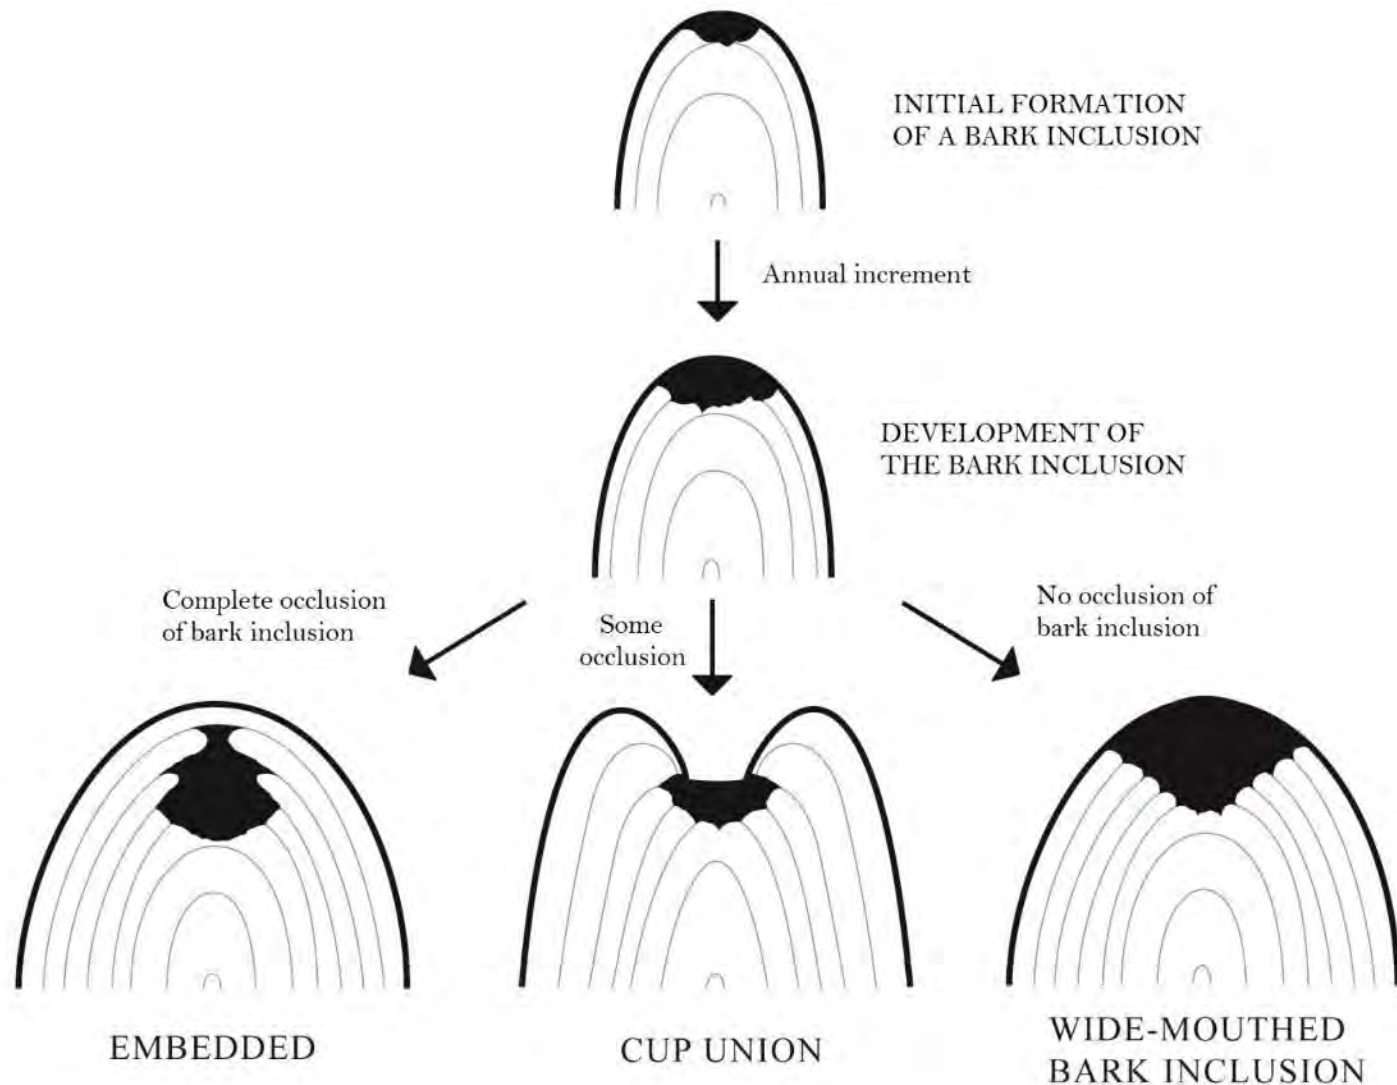 INITIAL FORMATION
OF A BARK INCLUSION
Annual increment
DEVELOPMENT OF
THE BARK INCLUSION
Complete occlusion
of bark inclusion
Some
occlusion
No occlusion of
bark inclusion
EMBEDDED
CUP UNION
WIDE-MOUTHED
BARK INCLUSION